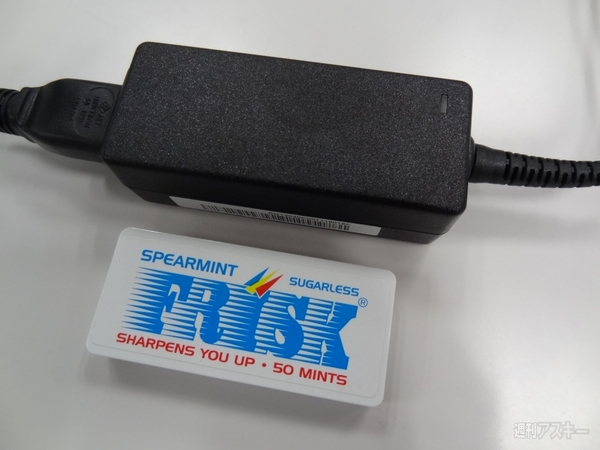 SPEARMINT
SUGARLESS
FRISK®
SHARPENS YOU UP · 50 MINTS
週刊アスキー